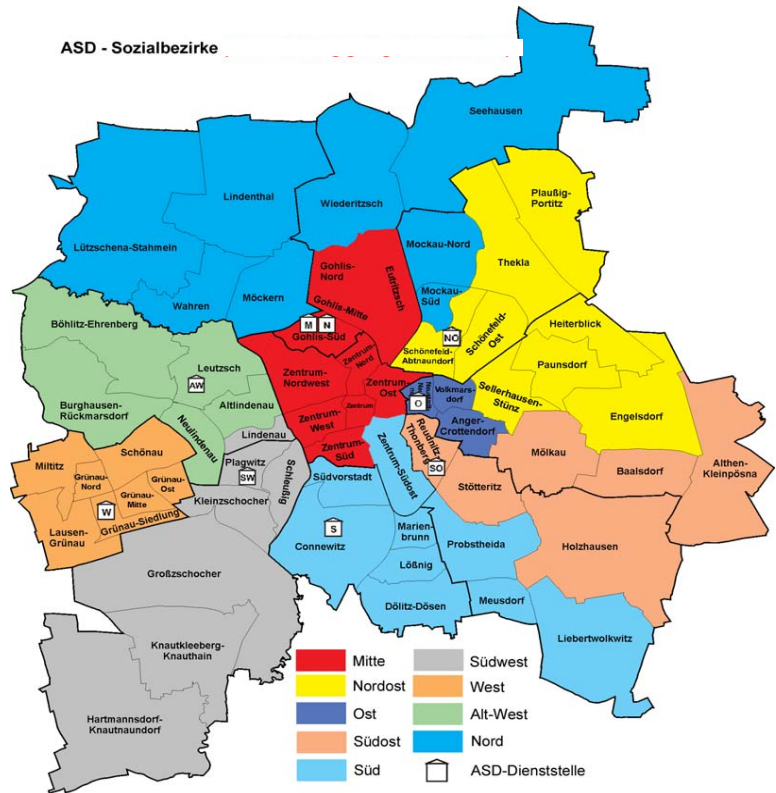 ASD - Sozialbezirke
Seehausen
Lindenthal
Wiederitzsch
Plaußig-
Portitz
Lützschena-Stahmeln
Mockau-Nord
Thekla
Gohlis-
Nord
Eutritzsch
Wahren
Möckern
Mockau-
Süd
Gohlis-Mitte
Böhlitz-Ehrenberg
M
N
Gohlis-Süd
NO
Schönefeld-
Ost
Heiterblick
Schönefeld-
Abtnaundorf
Zentrum-
Nord
Leutzsch
Zentrum-
Nordwest
Paunsdorf
AW
Zentrum-
Ost
Volkmars-
dorf
Sellerhausen-
Stünz
Burghausen-
Rückmarsdorf
Altlindenau
O
Zentrum
Engelsdorf
Neulindenau
Zentrum-
West
Anger-
Crottendorf
Lindenau
Reudnitz-
Thonberg
Zentrum-
Süd
Zentrum-Südost
Schönau
Mölkau
Miltitz
Plagwitz
Schleußig
SO
Baalsdorf
Althen-
Kleinpösna
Grünau-
Nord
Grünau-
Ost
SW
Südvorstadt
Stötteritz
Grünau-
Mitte
Kleinzschocher
W
Grünau-Siedlung
S
Marien-
brunn
Lausen-
Grünau
Connewitz
Probstheida
Holzhausen
Lößnig
Großzschocher
Dölitz-Dösen
Meusdorf
Liebertwolkwitz
Knautkleeberg-
Knauthain
Hartmannsdorf-
Knautnaundorf
Mitte
Südwest
Nordost
West
Ost
Alt-West
Südost
Nord
Süd
ASD-Dienststelle